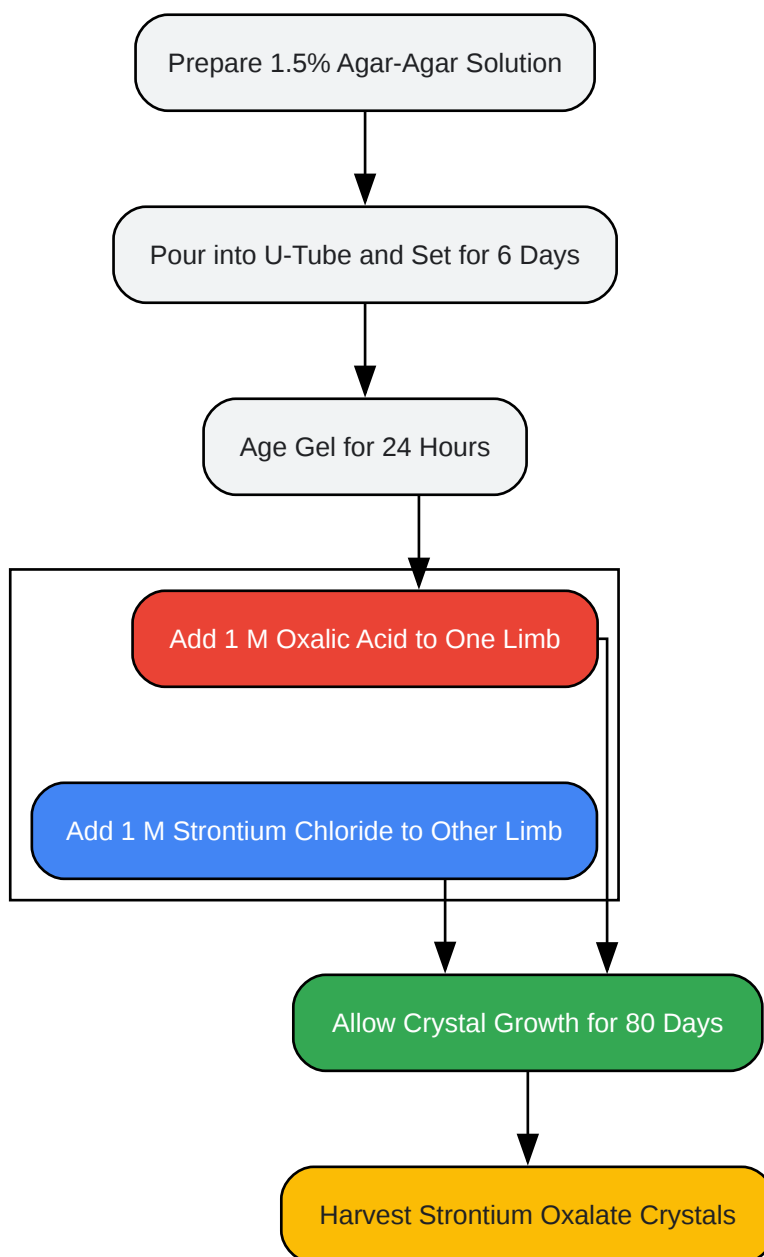 Prepare 1.5% Agar-Agar Solution
Pour into U-Tube and Set for 6 Days
Age Gel for 24 Hours
Add 1 M Oxalic Acid to One Limb
Add 1 M Strontium Chloride to Other Limb
Allow Crystal Growth for 80 Days
Harvest Strontium Oxalate Crystals